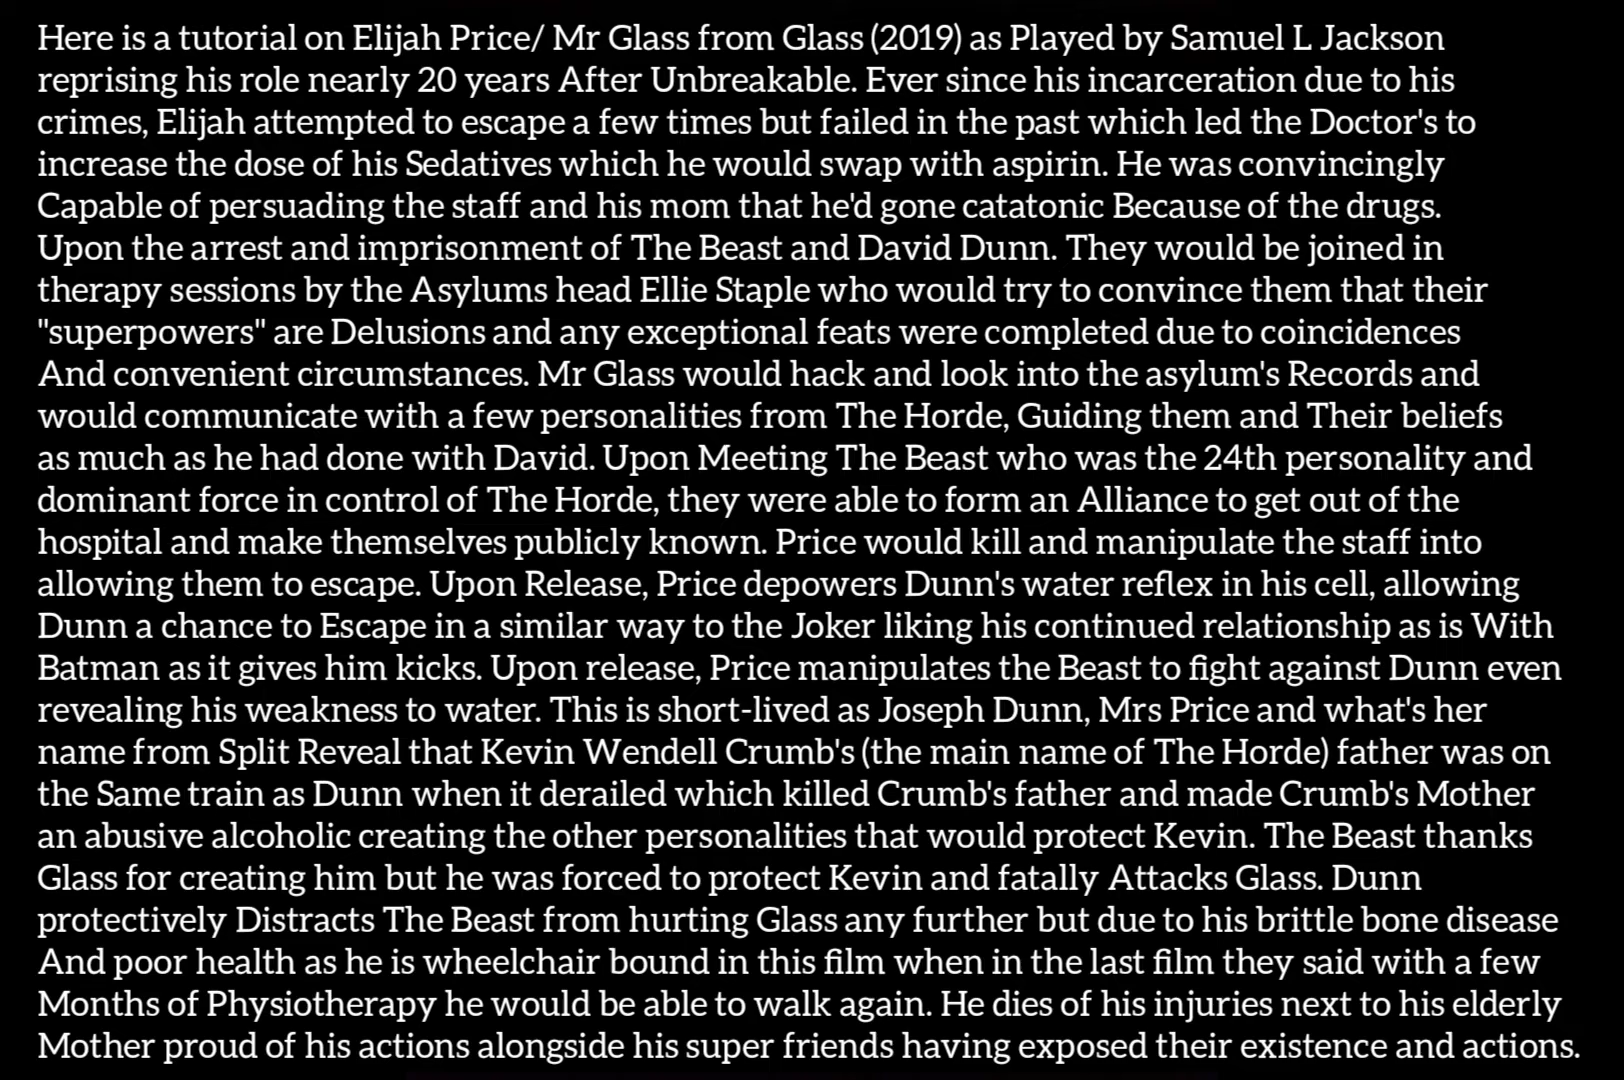 Here is a tutorial on Elijah Price/ Mr Glass from Glass (2019) as Played by Samuel L Jackson
reprising his role nearly 20 years After Unbreakable. Ever since his incarceration due to his
crimes, Elijah attempted to escape a few times but failed in the past which led the Doctor's to
increase the dose of his Sedatives which he would swap with aspirin. He was convincingly
Capable of persuading the staff and his mom that he'd gone catatonic Because of the drugs.
Upon the arrest and imprisonment of The Beast and David Dunn. They would be joined in
therapy sessions by the Asylums head Ellie Staple who would try to convince them that their
"superpowers" are Delusions and any exceptional feats were completed due to coincidences
And convenient circumstances. Mr Glass would hack and look into the asylum's Records and
would communicate with a few personalities from The Horde, Guiding them and Their beliefs
as much as he had done with David. Upon Meeting The Beast who was the 24th personality and
dominant force in control of The Horde, they were able to form an Alliance to get out of the
hospital and make themselves publicly known. Price would kill and manipulate the staff into
allowing them to escape. Upon Release, Price depowers Dunn's water reflex in his cell, allowing
Dunn a chance to Escape in a similar way to the Joker liking his continued relationship as is With
Batman as it gives him kicks. Upon release, Price manipulates the Beast to fight against Dunn even
revealing his weakness to water. This is short-lived as Joseph Dunn, Mrs Price and what's her
name from Split Reveal that Kevin Wendell Crumb's (the main name of The Horde) father was on
the Same train as Dunn when it derailed which killed Crumb's father and made Crumb's Mother
an abusive alcoholic creating the other personalities that would protect Kevin. The Beast thanks
Glass for creating him but he was forced to protect Kevin and fatally Attacks Glass. Dunn
protectively Distracts The Beast from hurting Glass any further but due to his brittle bone disease
And poor health as he is wheelchair bound in this film when in the last film they said with a few
Months of Physiotherapy he would be able to walk again. He dies of his injuries next to his elderly
Mother proud of his actions alongside his super friends having exposed their existence and actions.